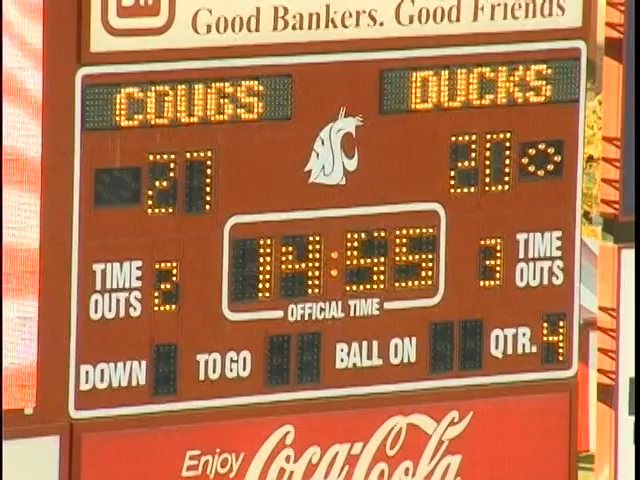 Good Bankers. Good Friends
COUGS DUCKS
27 20
14:55
TIME OUTS 2 3 TIME OUTS
OFFICIAL TIME
DOWN TO GO BALL ON QTR. 4
Enjoy
Coca-Cola